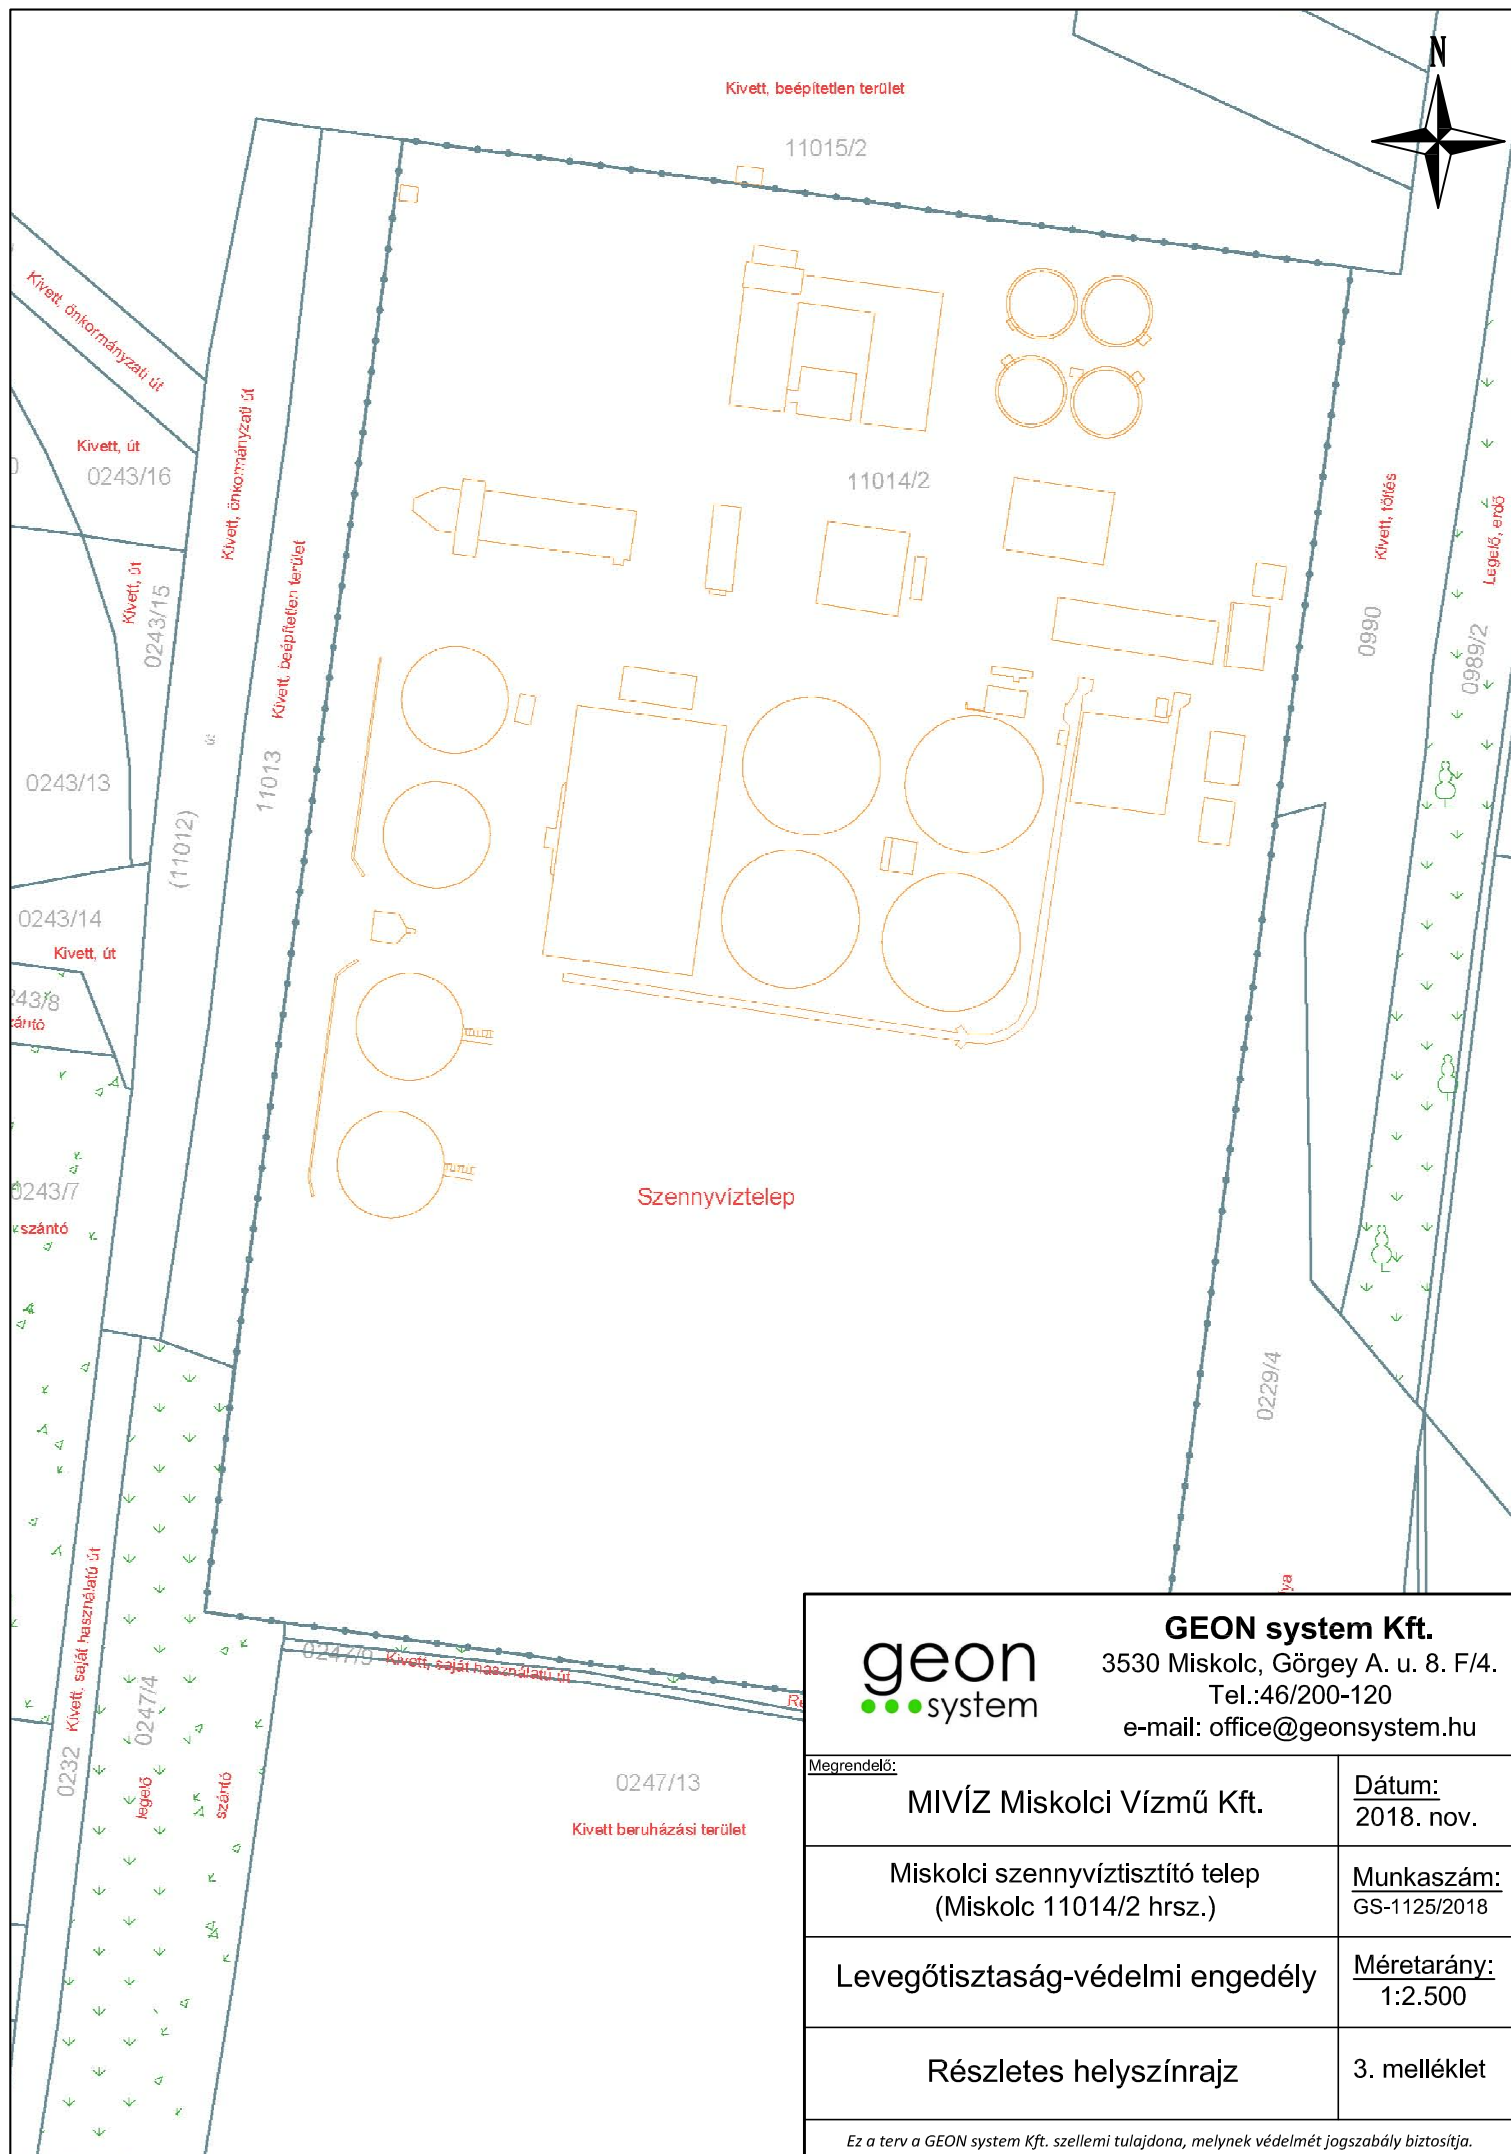 N
Kivett, beépítetlen terület
11015/2
Kivett, önkormányzati út
Kivett, út
0243/16
Kivett, önkormányzati út
11014/2
Kivett, töltés
Legelő, erdő
Kivett, út
0243/15
Kivett, beépítetlen terület
0990
0989/2
út
11013
0243/13
(11012)
0243/14
Kivett, út
243/8
0243/7
szántó
Szennyvíztelep
0229/4
Kivett, saját használatú út
0247/9 Kivett, saját használatú út
0247/4
0232
legelő
szántó
0247/13
Kivett beruházási terület
geon
system
GEON system Kft.
3530 Miskolc, Görgey A. u. 8. F/4.
Tel.:46/200-120
e-mail: office@geonsystem.hu
Megrendelő:
MIVÍZ Miskolci Vízmű Kft.
Dátum:
2018. nov.
Miskolci szennyvíztisztító telep
(Miskolc 11014/2 hrsz.)
Munkaszám:
GS-1125/2018
Levegőtisztaság-védelmi engedély
Méretarány:
1:2.500
Részletes helyszínrajz
3. melléklet
Ez a terv a GEON system Kft. szellemi tulajdona, melynek védelmét jogszabály biztosítja.